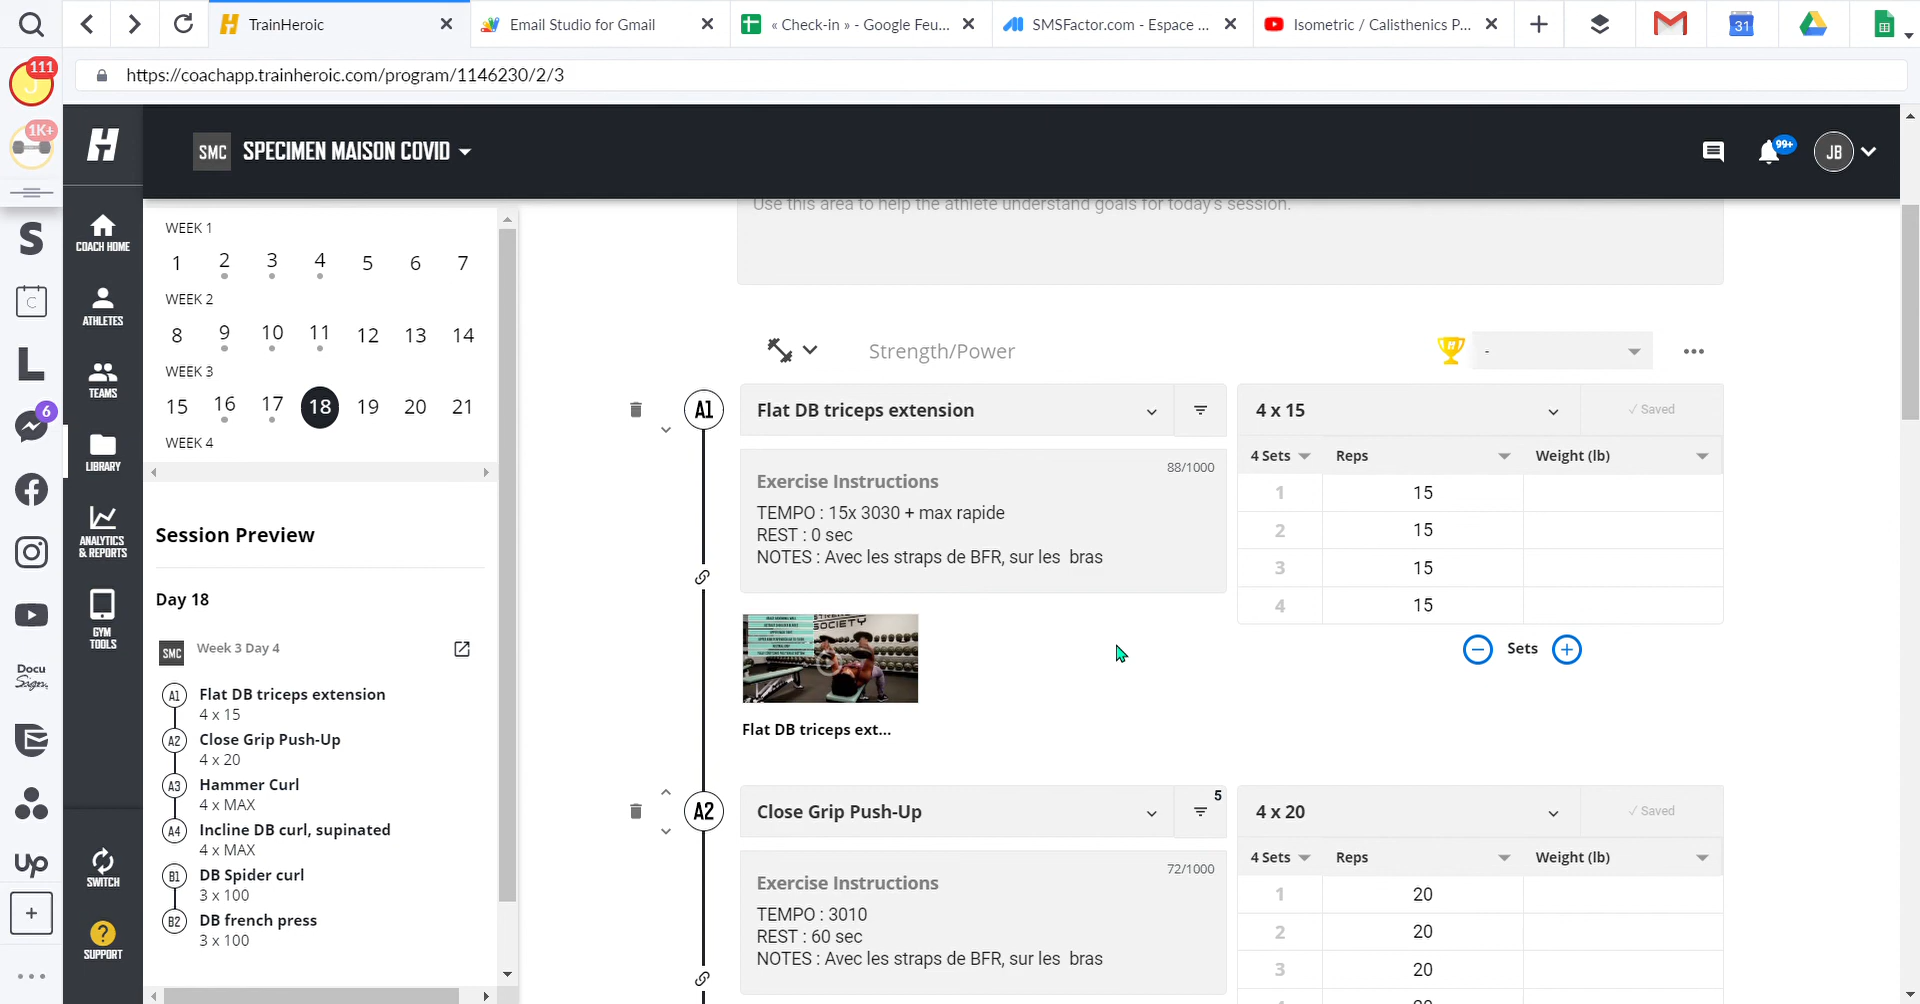 TrainHeroic
Email Studio for Gmail
« Check-in » - Google Feu...
SMSFactor.com - Espace ...
Isometric / Calisthenics P...
31
111
J
https://coachapp.trainheroic.com/program/1146230/2/3
1K+
H
SMC
SPECIMEN MAISON COVID
99+
JB
S
C
L
6
Docu
Sign
up
COACH HOME
ATHLETES
TEAMS
LIBRARY
ANALYTICS
& REPORTS
GYM
TOOLS
SWITCH
?
SUPPORT
WEEK 1
1 2 3 4 5 6 7
WEEK 2
8 9 10 11 12 13 14
WEEK 3
15 16 17 18 19 20 21
WEEK 4
Session Preview
Day 18
SMC
Week 3 Day 4
A1
Flat DB triceps extension
4 x 15
A2
Close Grip Push-Up
4 x 20
A3
Hammer Curl
4 x MAX
A4
Incline DB curl, supinated
4 x MAX
B1
DB Spider curl
3 x 100
B2
DB french press
3 x 100
Use this area to help the athlete understand goals for today's session.
Strength/Power
-
A1
Flat DB triceps extension
4 x 15
✓ Saved
88/1000
Exercise Instructions
TEMPO : 15x 3030 + max rapide
REST : 0 sec
NOTES : Avec les straps de BFR, sur les bras
4 Sets Reps Weight (lb)
1 15
2 15
3 15
4 15
Sets
SOCIETY
Flat DB triceps ext...
A2
Close Grip Push-Up
5
4 x 20
✓ Saved
72/1000
Exercise Instructions
TEMPO : 3010
REST : 60 sec
NOTES : Avec les straps de BFR, sur les bras
4 Sets Reps Weight (lb)
1 20
2 20
3 20
20